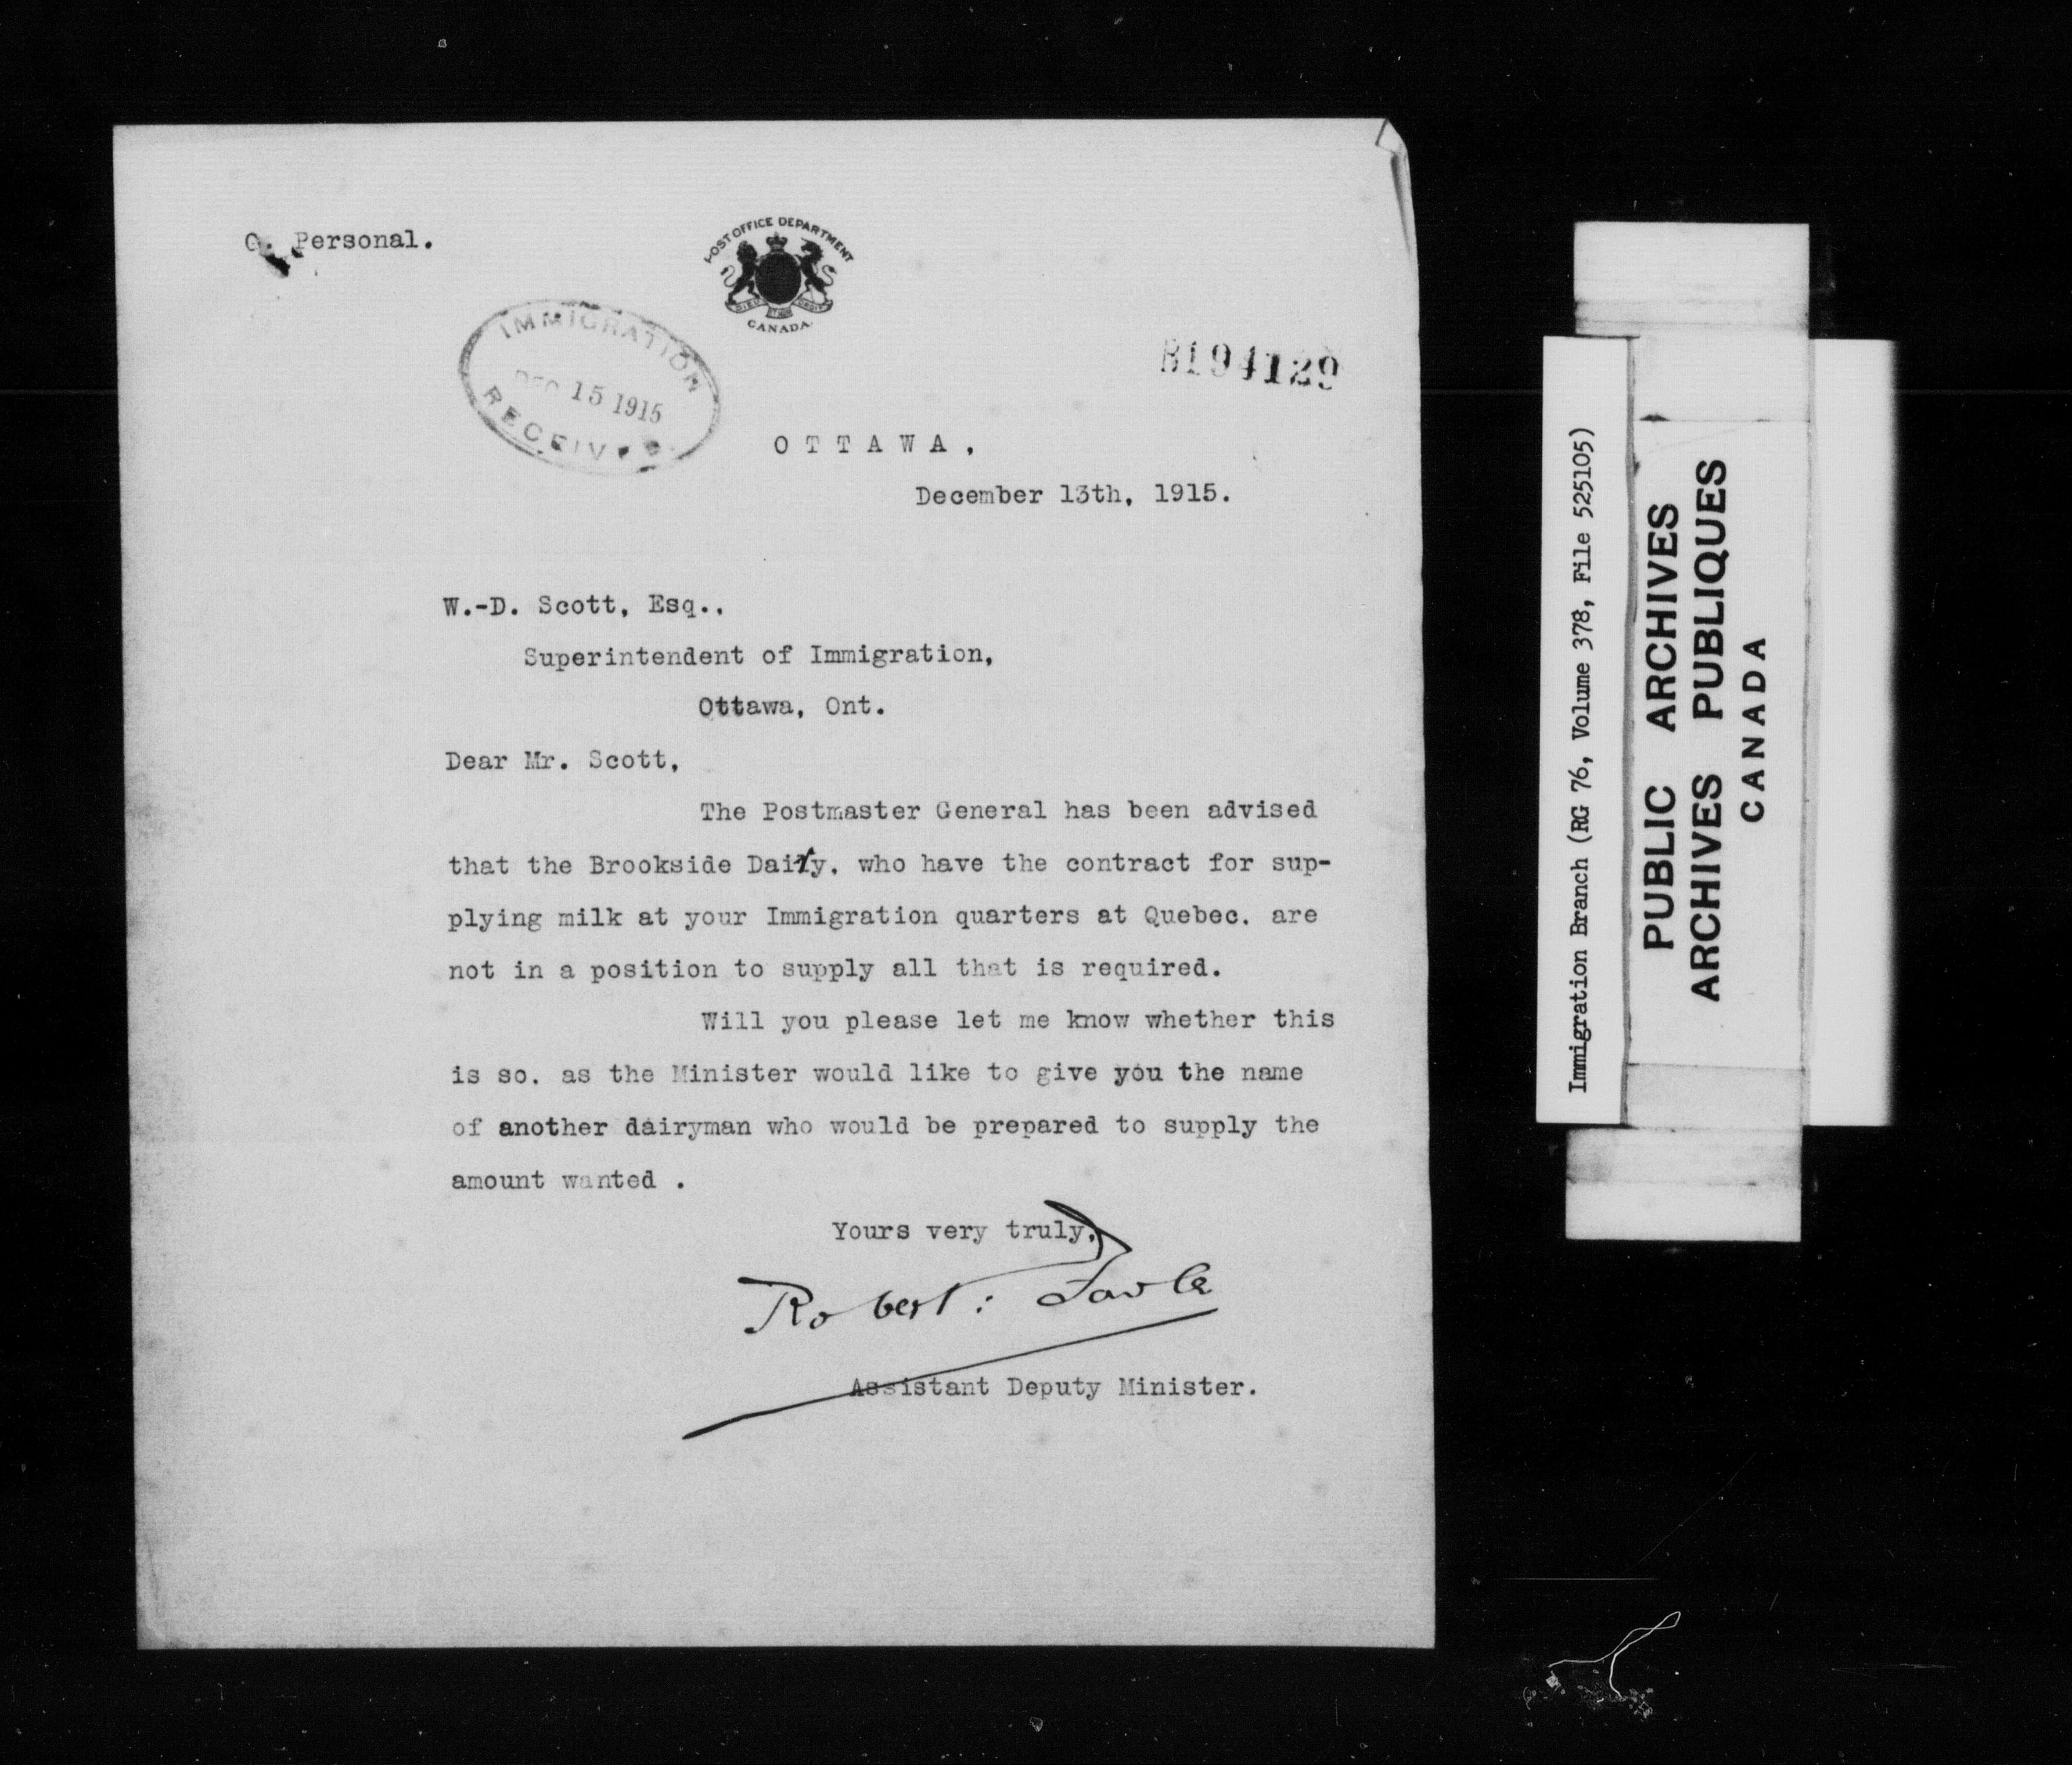 G. Personal.
POST OFFICE DEPARTMENT
CANADA.
IMMIGRATION
DEC 15 1915
RECEIVED
B194129
OTTAWA,
December 13th, 1915.
W.-D. Scott, Esq.,
Superintendent of Immigration,
Ottawa, Ont.
Dear Mr. Scott,
The Postmaster General has been advised
that the Brookside Dairy, who have the contract for sup-
plying milk at your Immigration quarters at Quebec, are
not in a position to supply all that is required.
Will you please let me know whether this
is so, as the Minister would like to give you the name
of another dairyman who would be prepared to supply the
amount wanted .
Yours very truly,
Robert
Assistant Deputy Minister.
Immigration Branch (RG 76, Volume 378, File 525105)
PUBLIC ARCHIVES
ARCHIVES PUBLIQUES
CANADA